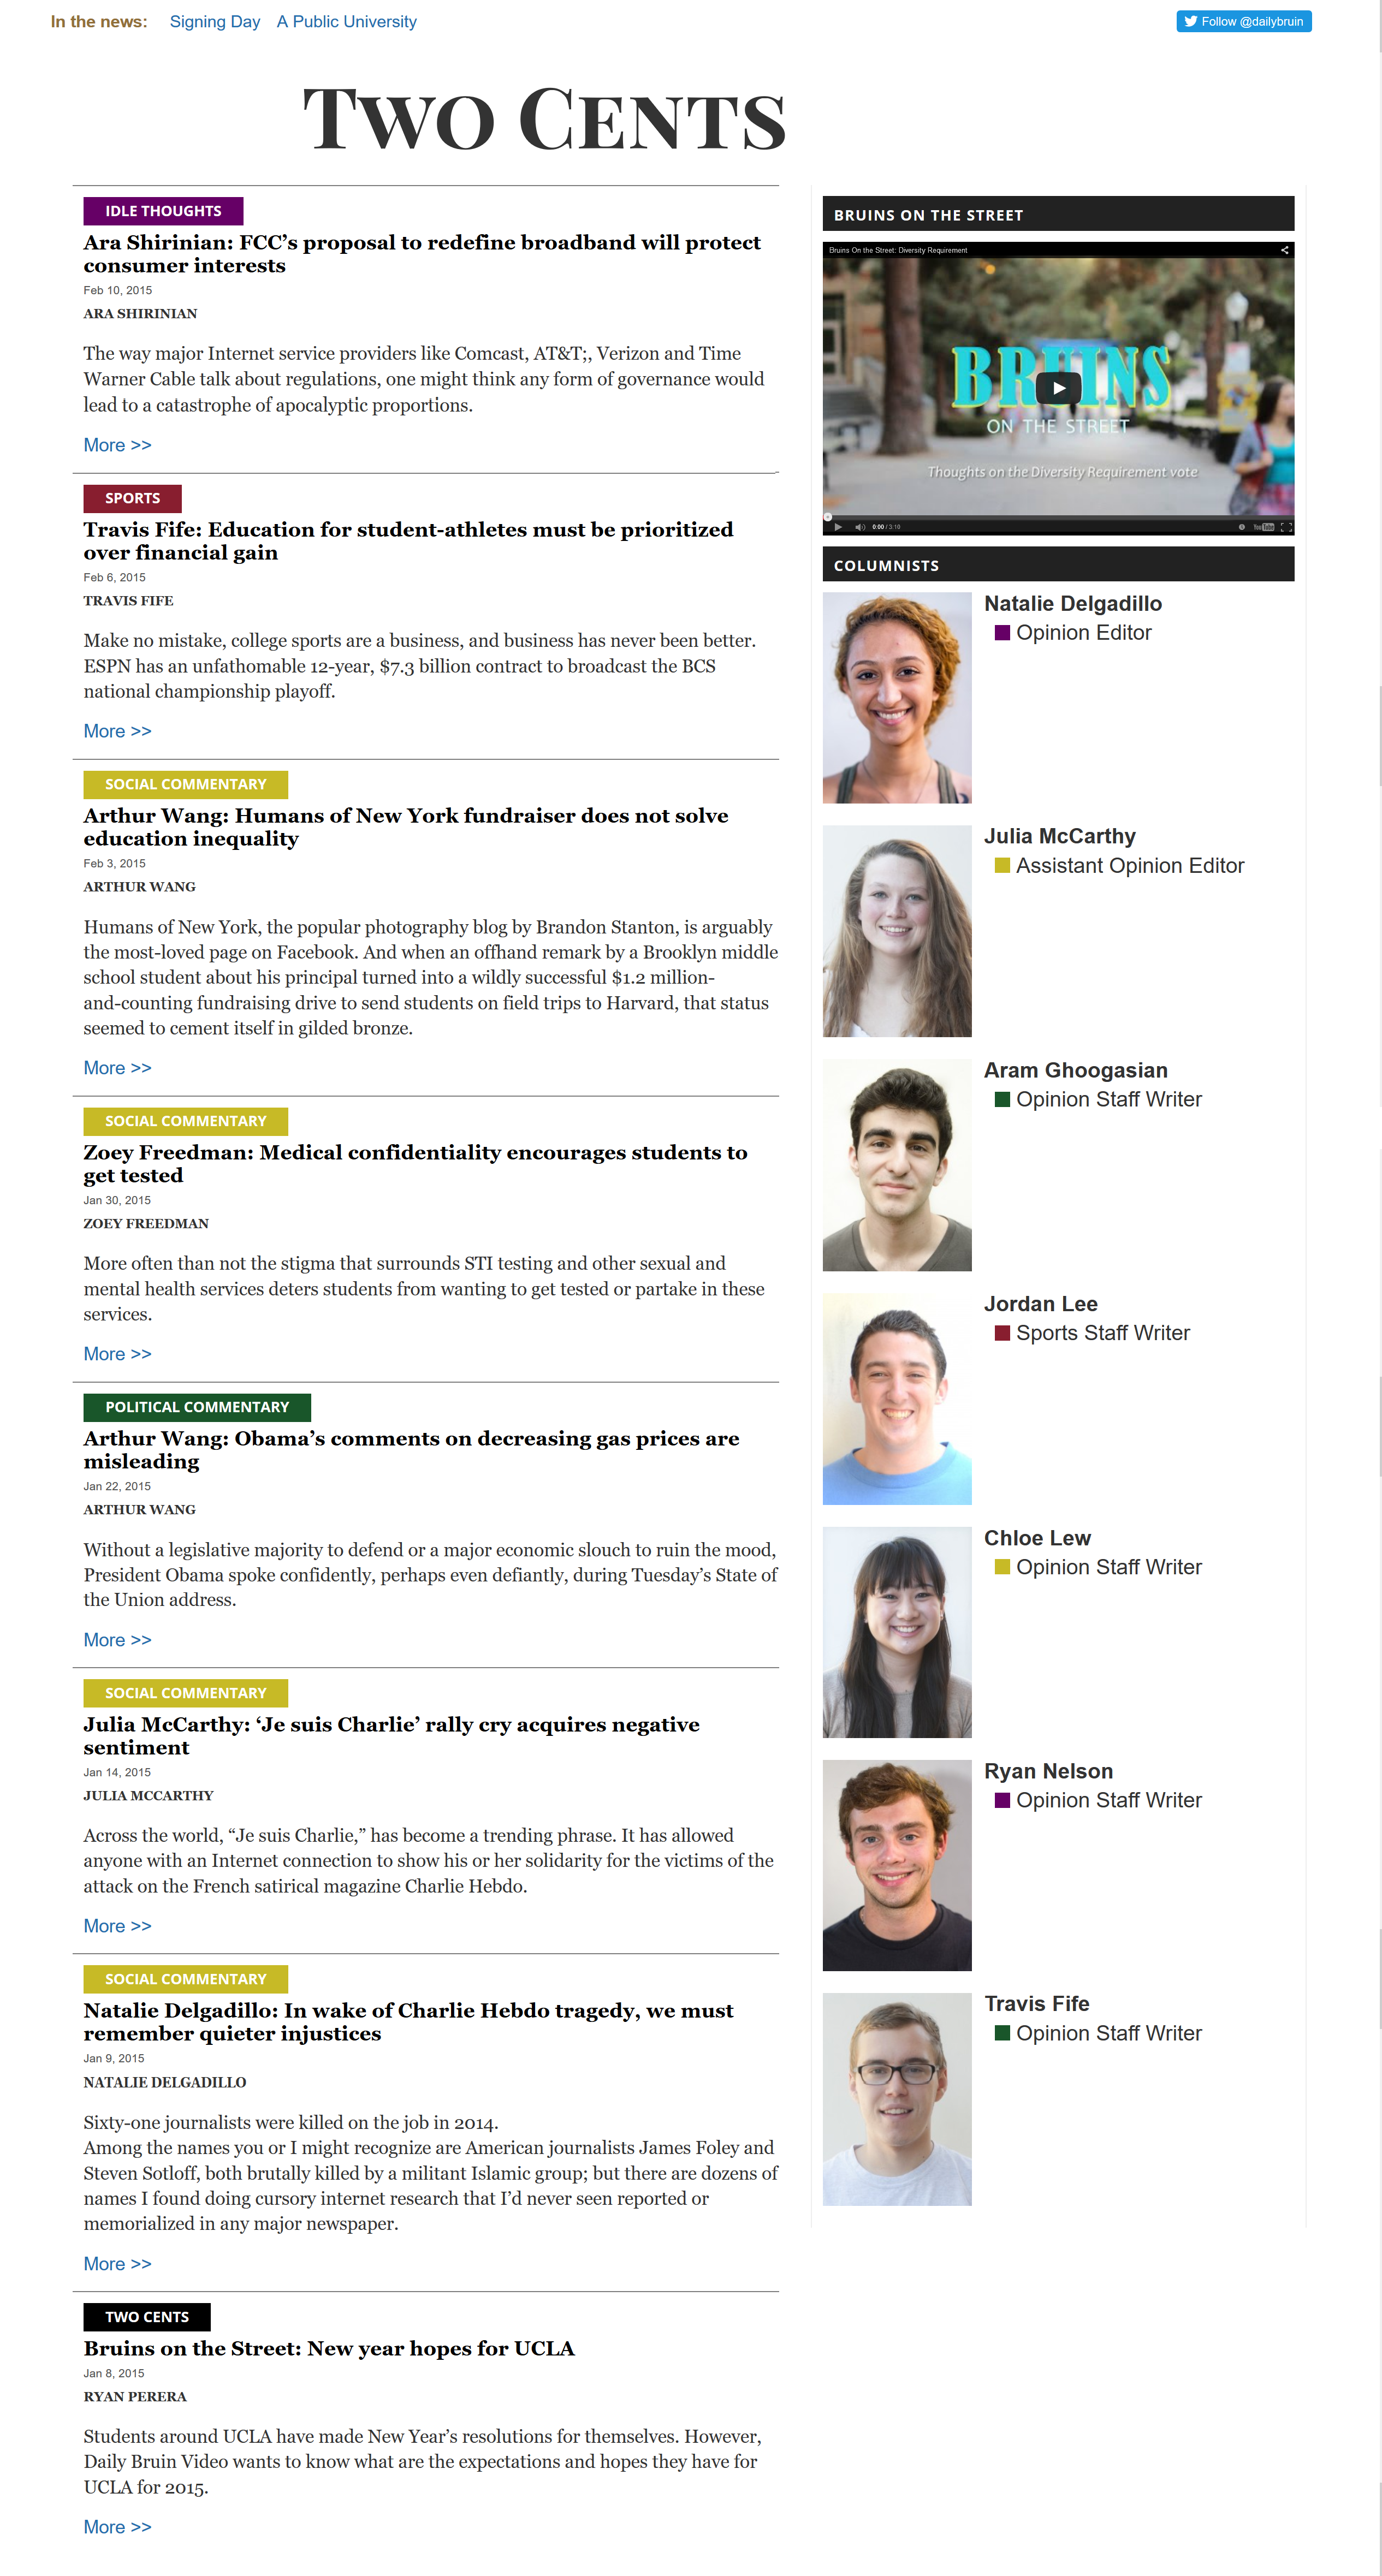 In the news: Signing Day A Public University
Follow @dailybruin
TWO CENTS
IDLE THOUGHTS
Ara Shirinian: FCC’s proposal to redefine broadband will protect
consumer interests
Feb 10, 2015
ARA SHIRINIAN
The way major Internet service providers like Comcast, AT&T;, Verizon and Time
Warner Cable talk about regulations, one might think any form of governance would
lead to a catastrophe of apocalyptic proportions.
More >>
SPORTS
Travis Fife: Education for student-athletes must be prioritized
over financial gain
Feb 6, 2015
TRAVIS FIFE
Make no mistake, college sports are a business, and business has never been better.
ESPN has an unfathomable 12-year, $7.3 billion contract to broadcast the BCS
national championship playoff.
More >>
SOCIAL COMMENTARY
Arthur Wang: Humans of New York fundraiser does not solve
education inequality
Feb 3, 2015
ARTHUR WANG
Humans of New York, the popular photography blog by Brandon Stanton, is arguably
the most-loved page on Facebook. And when an offhand remark by a Brooklyn middle
school student about his principal turned into a wildly successful $1.2 million-
and-counting fundraising drive to send students on field trips to Harvard, that status
seemed to cement itself in gilded bronze.
More >>
SOCIAL COMMENTARY
Zoey Freedman: Medical confidentiality encourages students to
get tested
Jan 30, 2015
ZOEY FREEDMAN
More often than not the stigma that surrounds STI testing and other sexual and
mental health services deters students from wanting to get tested or partake in these
services.
More >>
POLITICAL COMMENTARY
Arthur Wang: Obama’s comments on decreasing gas prices are
misleading
Jan 22, 2015
ARTHUR WANG
Without a legislative majority to defend or a major economic slouch to ruin the mood,
President Obama spoke confidently, perhaps even defiantly, during Tuesday’s State of
the Union address.
More >>
SOCIAL COMMENTARY
Julia McCarthy: ‘Je suis Charlie’ rally cry acquires negative
sentiment
Jan 14, 2015
JULIA MCCARTHY
Across the world, “Je suis Charlie,” has become a trending phrase. It has allowed
anyone with an Internet connection to show his or her solidarity for the victims of the
attack on the French satirical magazine Charlie Hebdo.
More >>
SOCIAL COMMENTARY
Natalie Delgadillo: In wake of Charlie Hebdo tragedy, we must
remember quieter injustices
Jan 9, 2015
NATALIE DELGADILLO
Sixty-one journalists were killed on the job in 2014.
Among the names you or I might recognize are American journalists James Foley and
Steven Sotloff, both brutally killed by a militant Islamic group; but there are dozens of
names I found doing cursory internet research that I’d never seen reported or
memorialized in any major newspaper.
More >>
TWO CENTS
Bruins on the Street: New year hopes for UCLA
Jan 8, 2015
RYAN PERERA
Students around UCLA have made New Year’s resolutions for themselves. However,
Daily Bruin Video wants to know what are the expectations and hopes they have for
UCLA for 2015.
More >>
BRUINS ON THE STREET
Bruins On the Street: Diversity Requirement
BRUINS
ON THE STREET
Thoughts on the Diversity Requirement vote
0:00 / 3:16
YouTube
COLUMNISTS
Natalie Delgadillo
Opinion Editor
Julia McCarthy
Assistant Opinion Editor
Aram Ghoogasian
Opinion Staff Writer
Jordan Lee
Sports Staff Writer
Chloe Lew
Opinion Staff Writer
Ryan Nelson
Opinion Staff Writer
Travis Fife
Opinion Staff Writer